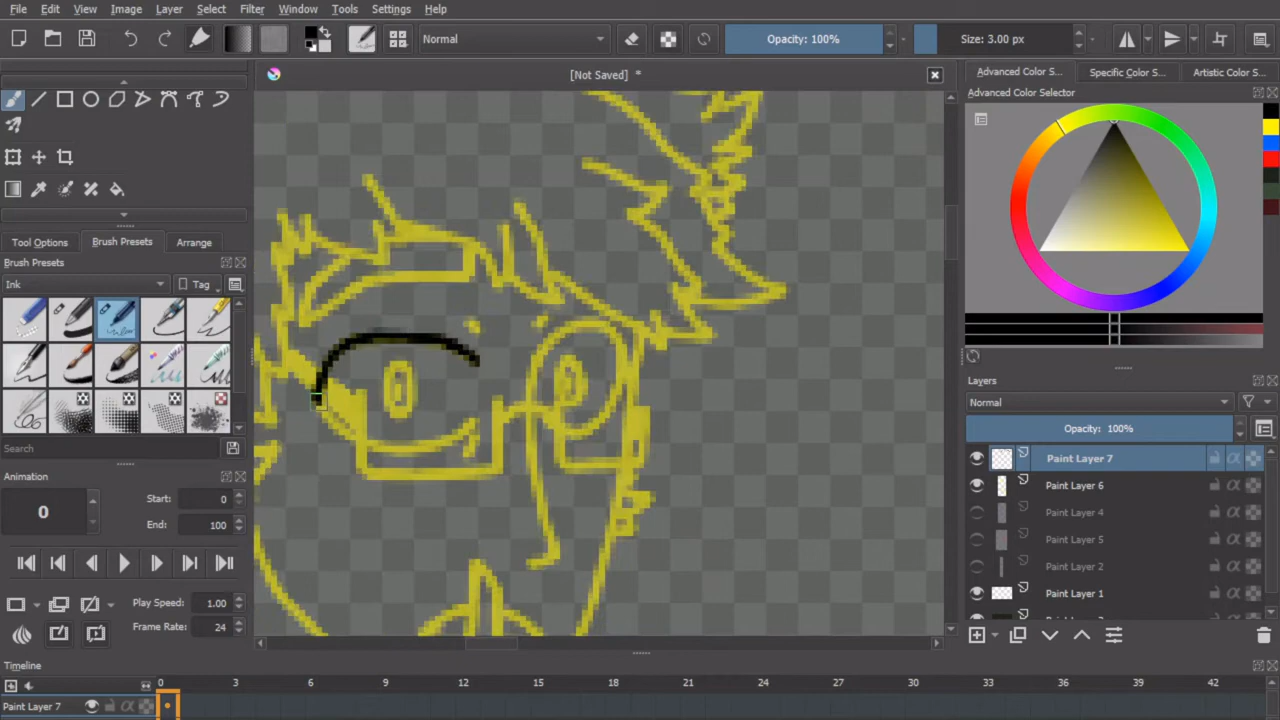 File Edit View Image Layer Select Filter Window Tools Settings Help
Normal
Opacity: 100%
Size: 3.00 px
[Not Saved] *
Advanced Color S...
Specific Color S...
Artistic Color S...
Advanced Color Selector
Tool Options
Brush Presets
Arrange
Brush Presets
Ink
Tag
Search
Animation
0
Start: 0
End: 100
Play Speed: 1.00
Frame Rate: 24
Layers
Normal
Opacity: 100%
Paint Layer 7
Paint Layer 6
Paint Layer 4
Paint Layer 5
Paint Layer 2
Paint Layer 1
Timeline
0 3 6 9 12 15 18 21 24 27 30 33 36 39 42
Paint Layer 7